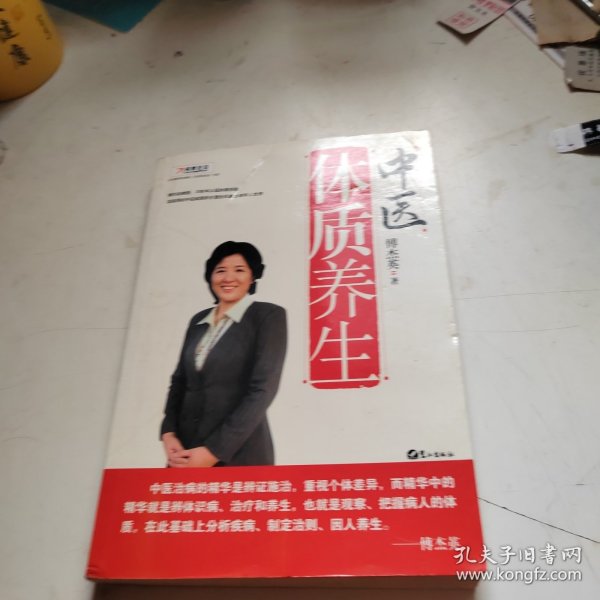 中医
体质养生
傅杰英 著
中医治病的精华是辨证施治，重视个体差异，而精华中的
精华就是辨体识病、治疗和养生，也就是观察、把握病人的体
质，在此基础上分析疾病、制定治则、因人养生。
——傅杰英
孔夫子旧书网
www.kongfz.com